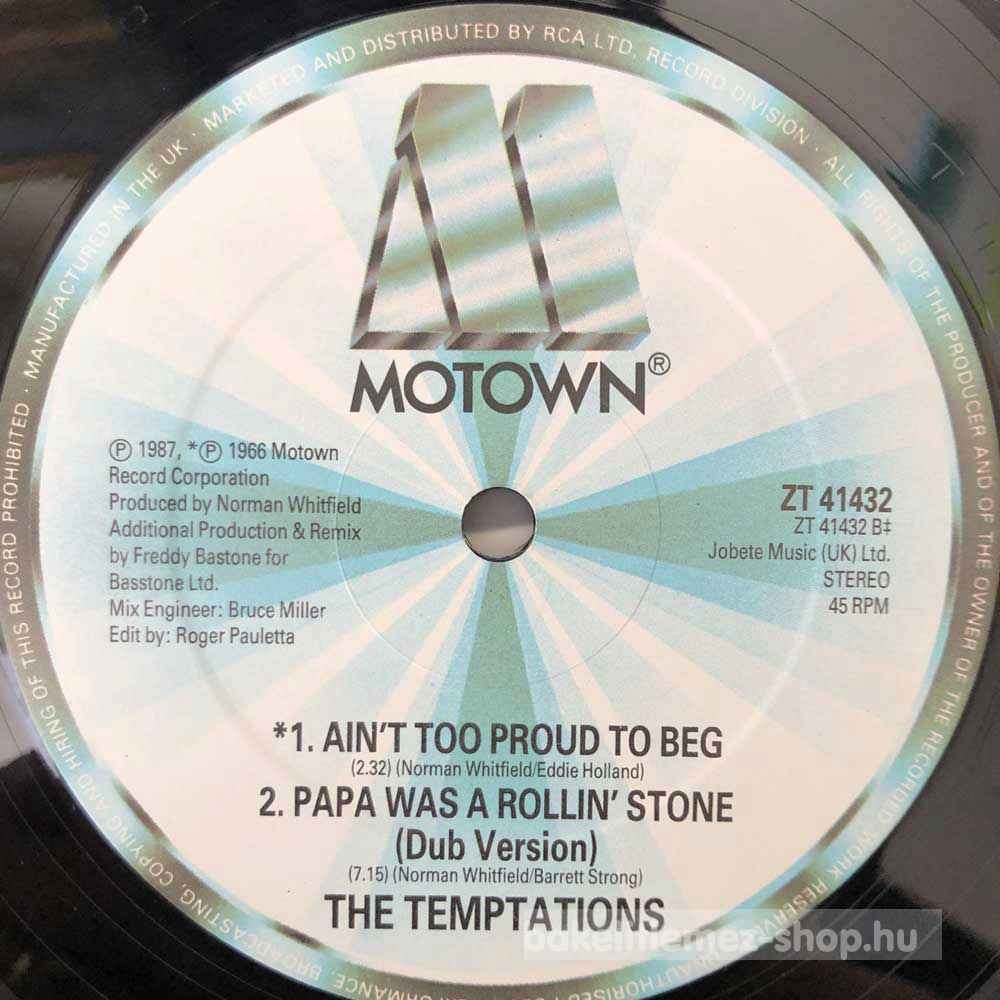 MANUFACTURED IN THE UK · MARKETED AND DISTRIBUTED BY RCA LTD. RECORD DIVISION · ALL RIGHTS OF THE PRODUCER AND OF THE OWNER OF THE RECORDED WORK RESERVED
UNAUTHORISED
PERFORMANCE, BROADCASTING, COPYING AND HIRING OF THIS RECORD PROHIBITED ·
MOTOWN®
℗ 1987, *℗ 1966 Motown
Record Corporation
Produced by Norman Whitfield
Additional Production & Remix
by Freddy Bastone for
Basstone Ltd.
Mix Engineer: Bruce Miller
Edit by: Roger Pauletta
ZT 41432
ZT 41432 B‡
Jobete Music (UK) Ltd.
STEREO
45 RPM
*1. AIN'T TOO PROUD TO BEG
(2.32) (Norman Whitfield/Eddie Holland)
2. PAPA WAS A ROLLIN' STONE
(Dub Version)
(7.15) (Norman Whitfield/Barrett Strong)
THE TEMPTATIONS
bakelitlemez-shop.hu